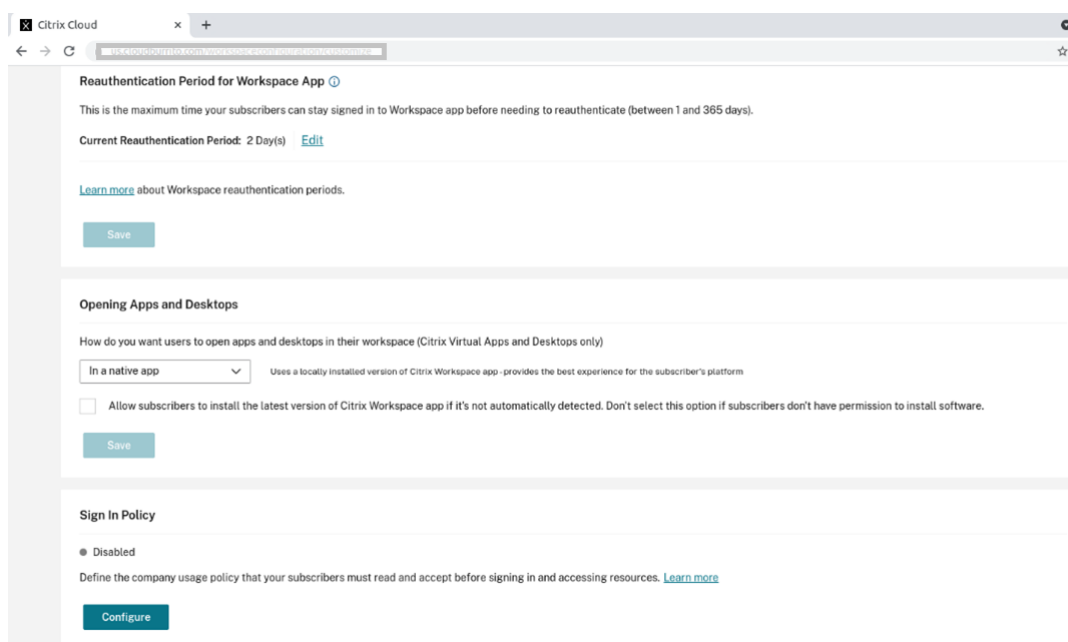 Citrix Cloud
us.cloudburrito.com/workspaceconfiguration/customize
Reauthentication Period for Workspace App
This is the maximum time your subscribers can stay signed in to Workspace app before needing to reauthenticate (between 1 and 365 days).
Current Reauthentication Period: 2 Day(s) Edit
Learn more about Workspace reauthentication periods.
Save
Opening Apps and Desktops
How do you want users to open apps and desktops in their workspace (Citrix Virtual Apps and Desktops only)
In a native app Uses a locally installed version of Citrix Workspace app - provides the best experience for the subscriber's platform
Allow subscribers to install the latest version of Citrix Workspace app if it's not automatically detected. Don't select this option if subscribers don't have permission to install software.
Save
Sign In Policy
Disabled
Define the company usage policy that your subscribers must read and accept before signing in and accessing resources. Learn more
Configure